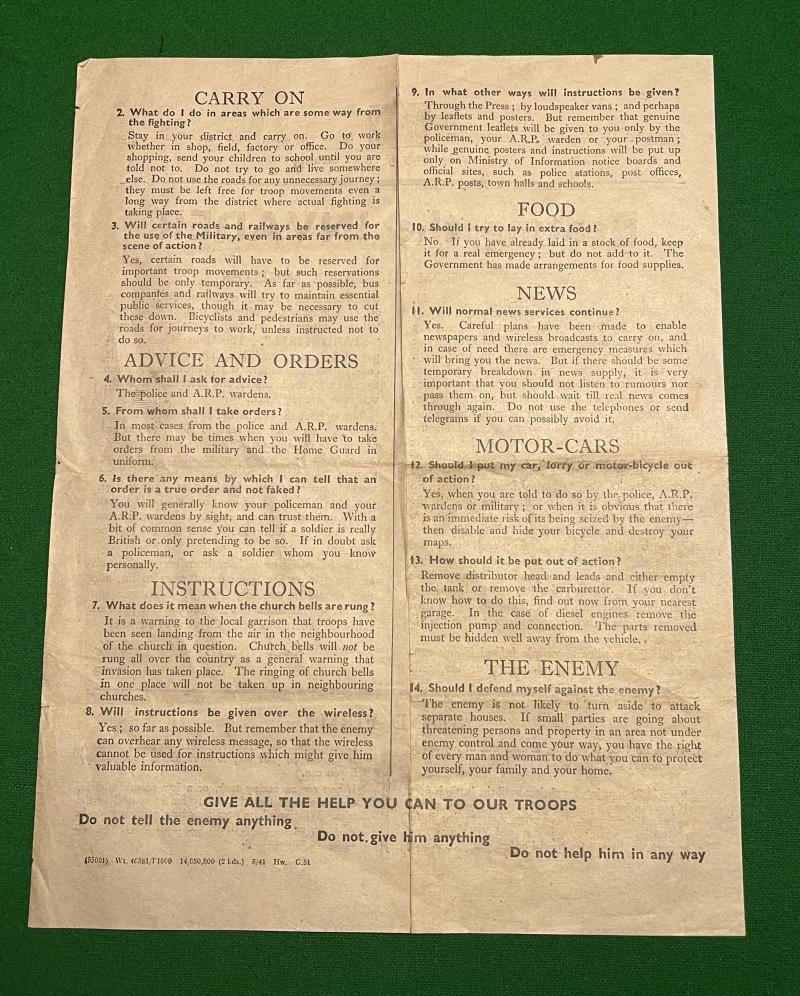 CARRY ON
2. What do I do in areas which are some way from
the fighting?
Stay in your district and carry on. Go to work
whether in shop, field, factory or office. Do your
shopping, send your children to school until you are
told not to. Do not try to go and live somewhere
else. Do not use the roads for any unnecessary journey;
they must be left free for troop movements even a
long way from the district where actual fighting is
taking place.
3. Will certain roads and railways be reserved for
the use of the Military, even in areas far from the
scene of action?
Yes, certain roads will have to be reserved for
important troop movements; but such reservations
should be only temporary. As far as possible, bus
companies and railways will try to maintain essential
public services, though it may be necessary to cut
these down. Bicyclists and pedestrians may use the
roads for journeys to work, unless instructed not to
do so.
ADVICE AND ORDERS
4. Whom shall I ask for advice?
The police and A.R.P. wardens.
5. From whom shall I take orders?
In most cases from the police and A.R.P. wardens.
But there may be times when you will have to take
orders from the military and the Home Guard in
uniform.
6. Is there any means by which I can tell that an
order is a true order and not faked?
You will generally know your policeman and your
A.R.P. wardens by sight, and can trust them. With a
bit of common sense you can tell if a soldier is really
British or only pretending to be so. If in doubt ask
a policeman, or ask a soldier whom you know
personally.
INSTRUCTIONS
7. What does it mean when the church bells are rung?
It is a warning to the local garrison that troops have
been seen landing from the air in the neighbourhood
of the church in question. Church bells will not be
rung all over the country as a general warning that
invasion has taken place. The ringing of church bells
in one place will not be taken up in neighbouring
churches.
8. Will instructions be given over the wireless?
Yes; so far as possible. But remember that the enemy
can overhear any wireless message, so that the wireless
cannot be used for instructions which might give him
valuable information.
9. In what other ways will instructions be given?
Through the Press; by loudspeaker vans; and perhaps
by leaflets and posters. But remember that genuine
Government leaflets will be given to you only by the
policeman, your A.R.P. warden or your postman;
while genuine posters and instructions will be put up
only on Ministry of Information notice boards and
official sites, such as police stations, post offices,
A.R.P. posts, town halls and schools.
FOOD
10. Should I try to lay in extra food?
No. If you have already laid in a stock of food, keep
it for a real emergency; but do not add to it. The
Government has made arrangements for food supplies.
NEWS
11. Will normal news services continue?
Yes. Careful plans have been made to enable
newspapers and wireless broadcasts to carry on, and
in case of need there are emergency measures which
will bring you the news. But if there should be some
temporary breakdown in news supply, it is very
important that you should not listen to rumours nor
pass them on, but should wait till real news comes
through again. Do not use the telephones or send
telegrams if you can possibly avoid it.
MOTOR-CARS
12. Should I put my car, lorry or motor-bicycle out
of action?
Yes, when you are told to do so by the police, A.R.P.
wardens or military; or when it is obvious that there
is an immediate risk of its being seized by the enemy—
then disable and hide your bicycle and destroy your
maps.
13. How should it be put out of action?
Remove distributor head and leads and either empty
the tank or remove the carburettor. If you don't
know how to do this, find out now from your nearest
garage. In the case of diesel engines remove the
injection pump and connection. The parts removed
must be hidden well away from the vehicle.
THE ENEMY
14. Should I defend myself against the enemy?
The enemy is not likely to turn aside to attack
separate houses. If small parties are going about
threatening persons and property in an area not under
enemy control and come your way, you have the right
of every man and woman to do what you can to protect
yourself, your family and your home.
GIVE ALL THE HELP YOU CAN TO OUR TROOPS
Do not tell the enemy anything
Do not give him anything
Do not help him in any way
(55061) Wt. 46381/P1009 14,050,800 (2 kds.) 5/41 Hw. G.51